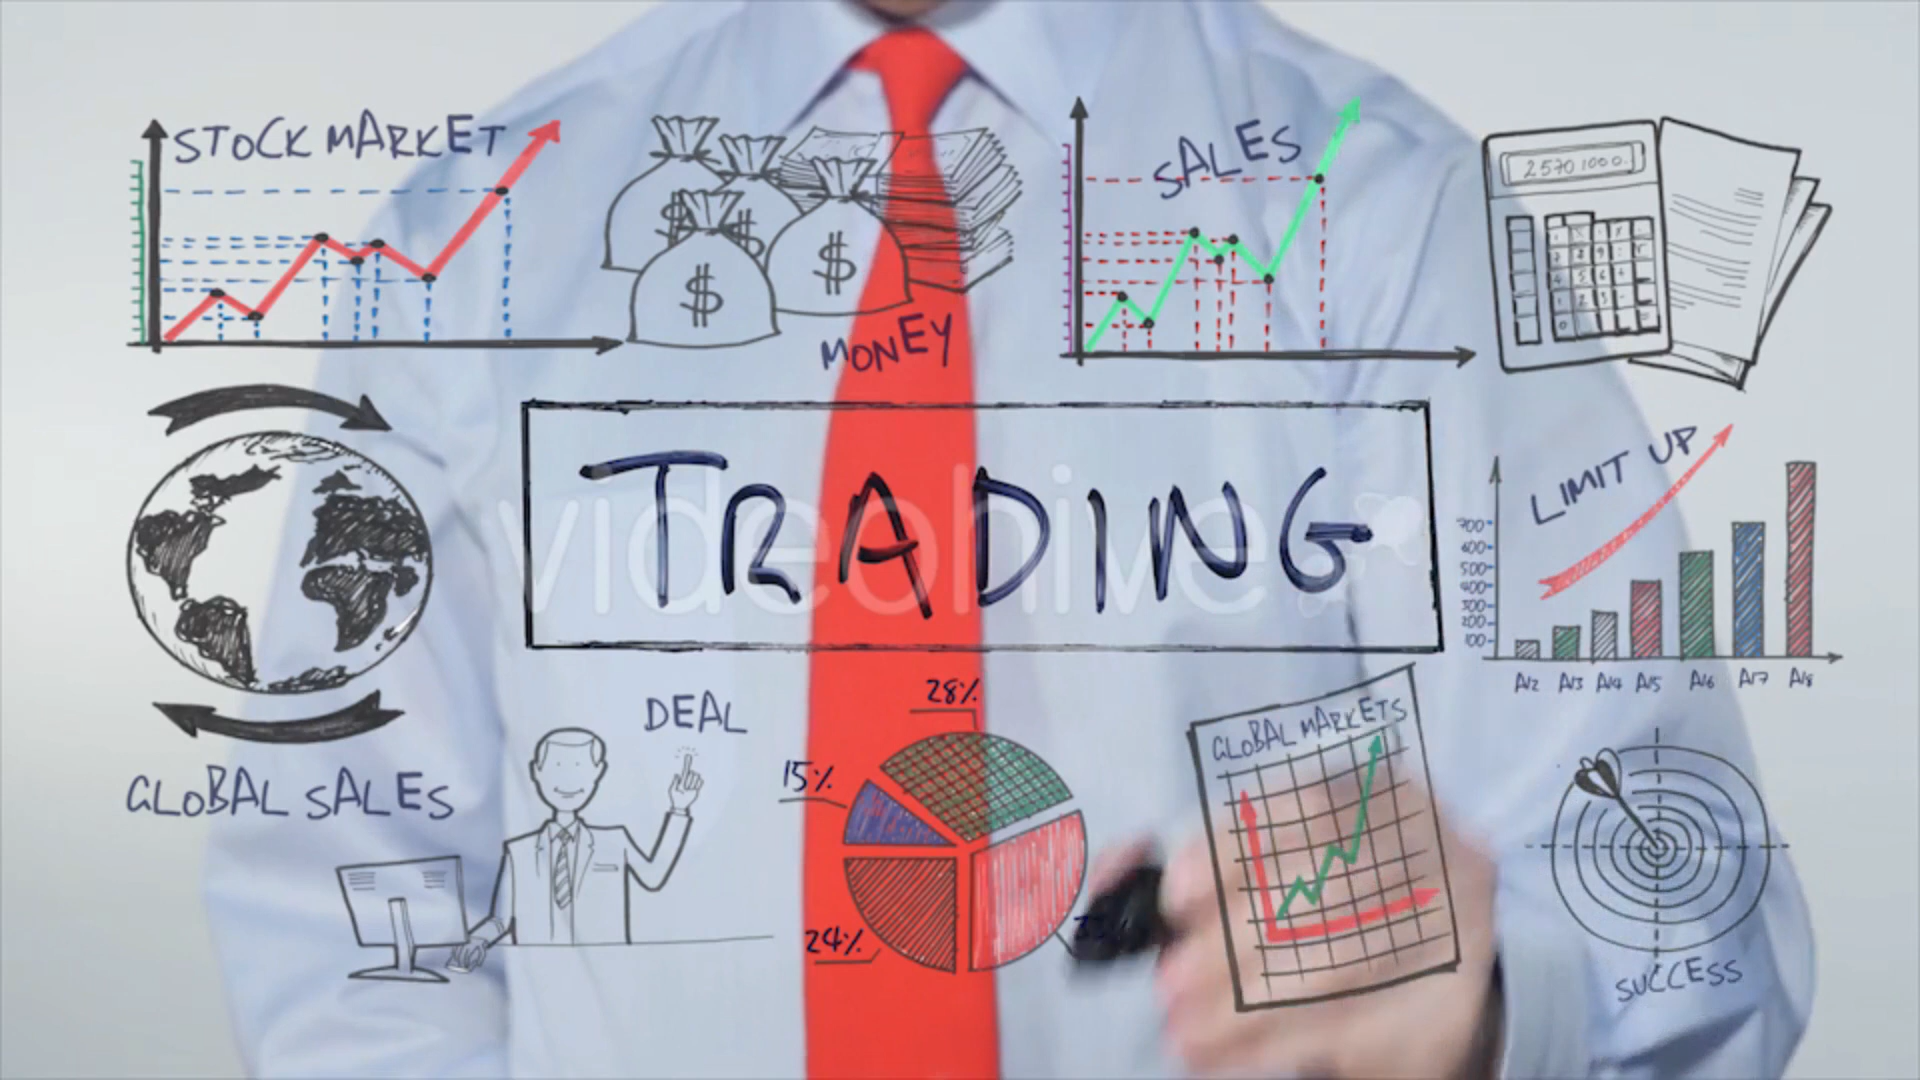 STOCK MARKET
$
$
$
$
MONEY
SALES
2570 1000.
TRADING
videohive
LIMIT UP
700
600
500
400
300
200
100
A12 A13 A14 A15 A16 A17 A18
GLOBAL SALES
DEAL
28%
15%
24%
GLOBAL MARKETS
SUCCESS